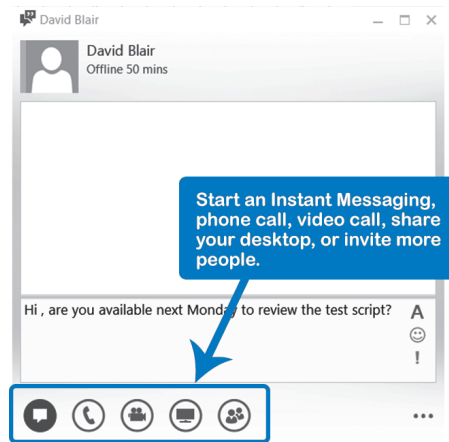 David Blair
David Blair
Offline 50 mins
Start an Instant Messaging,
phone call, video call, share
your desktop, or invite more
people.
Hi , are you available next Monday to review the test script?
A
!